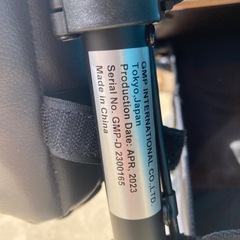 GMP INTERNATIONAL CO.,LTD.
Tokyo,Japan
Production Date: APR, 2023
Serial No. GMP-D 2300165
Made in China